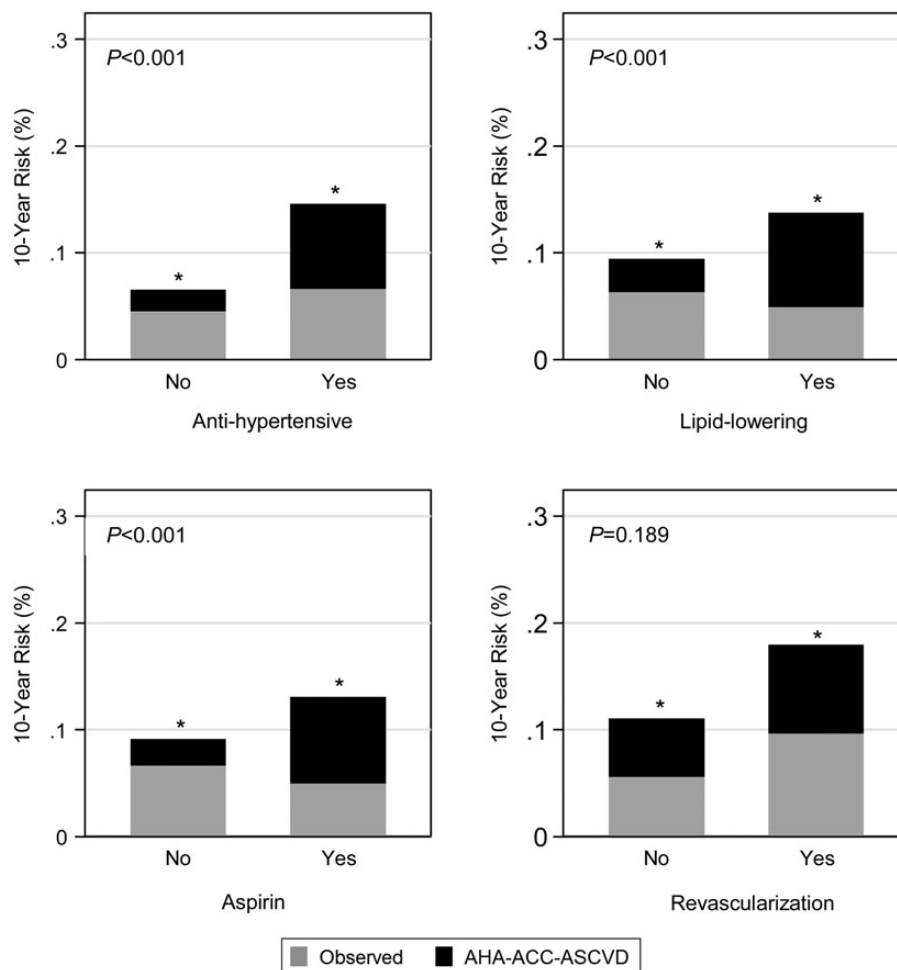 P<0.001
10-Year Risk (%)
.3
.2
.1
0
*
*
No
Yes
Anti-hypertensive
P<0.001
10-Year Risk (%)
.3
.2
.1
0
*
*
No
Yes
Lipid-lowering
P<0.001
10-Year Risk (%)
.3
.2
.1
0
*
*
No
Yes
Aspirin
P=0.189
10-Year Risk (%)
.3
.2
.1
0
*
*
No
Yes
Revascularization
Observed AHA-ACC-ASCVD